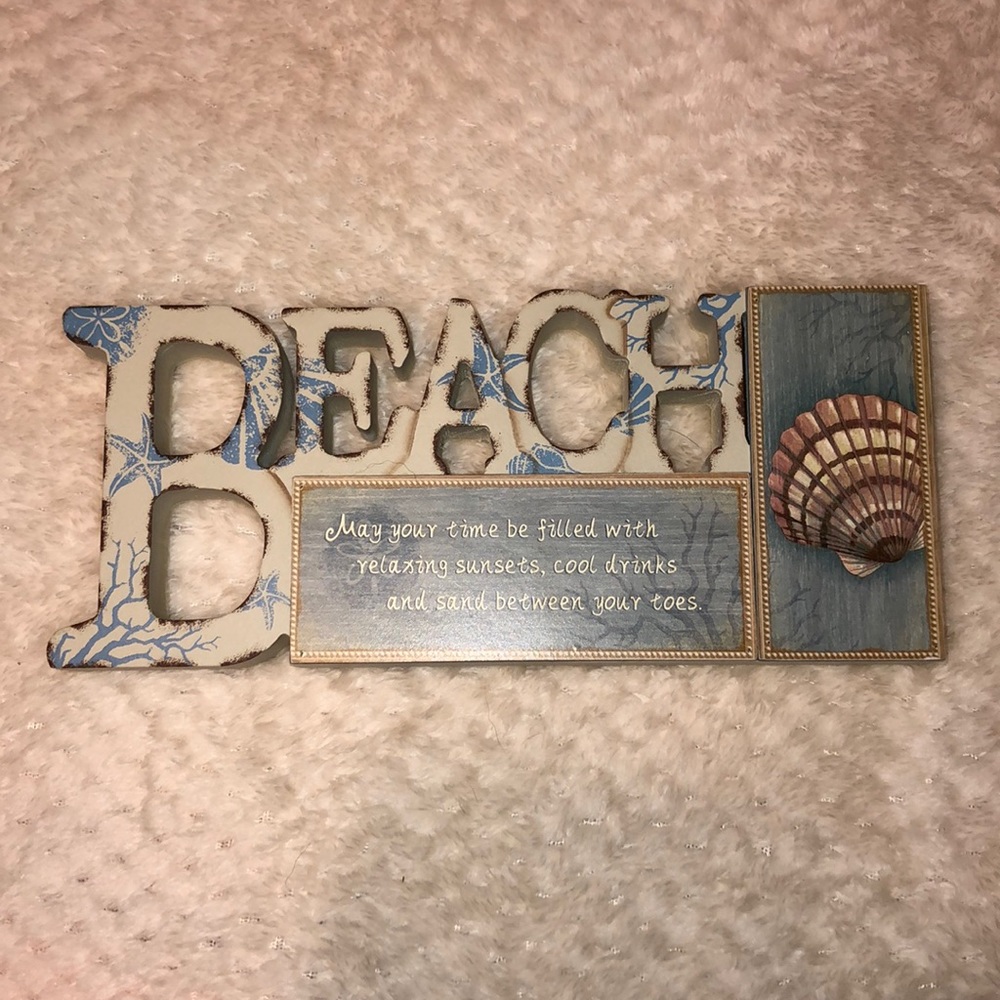 BEACH
May your time be filled with
relaxing sunsets, cool drinks
and sand between your toes.